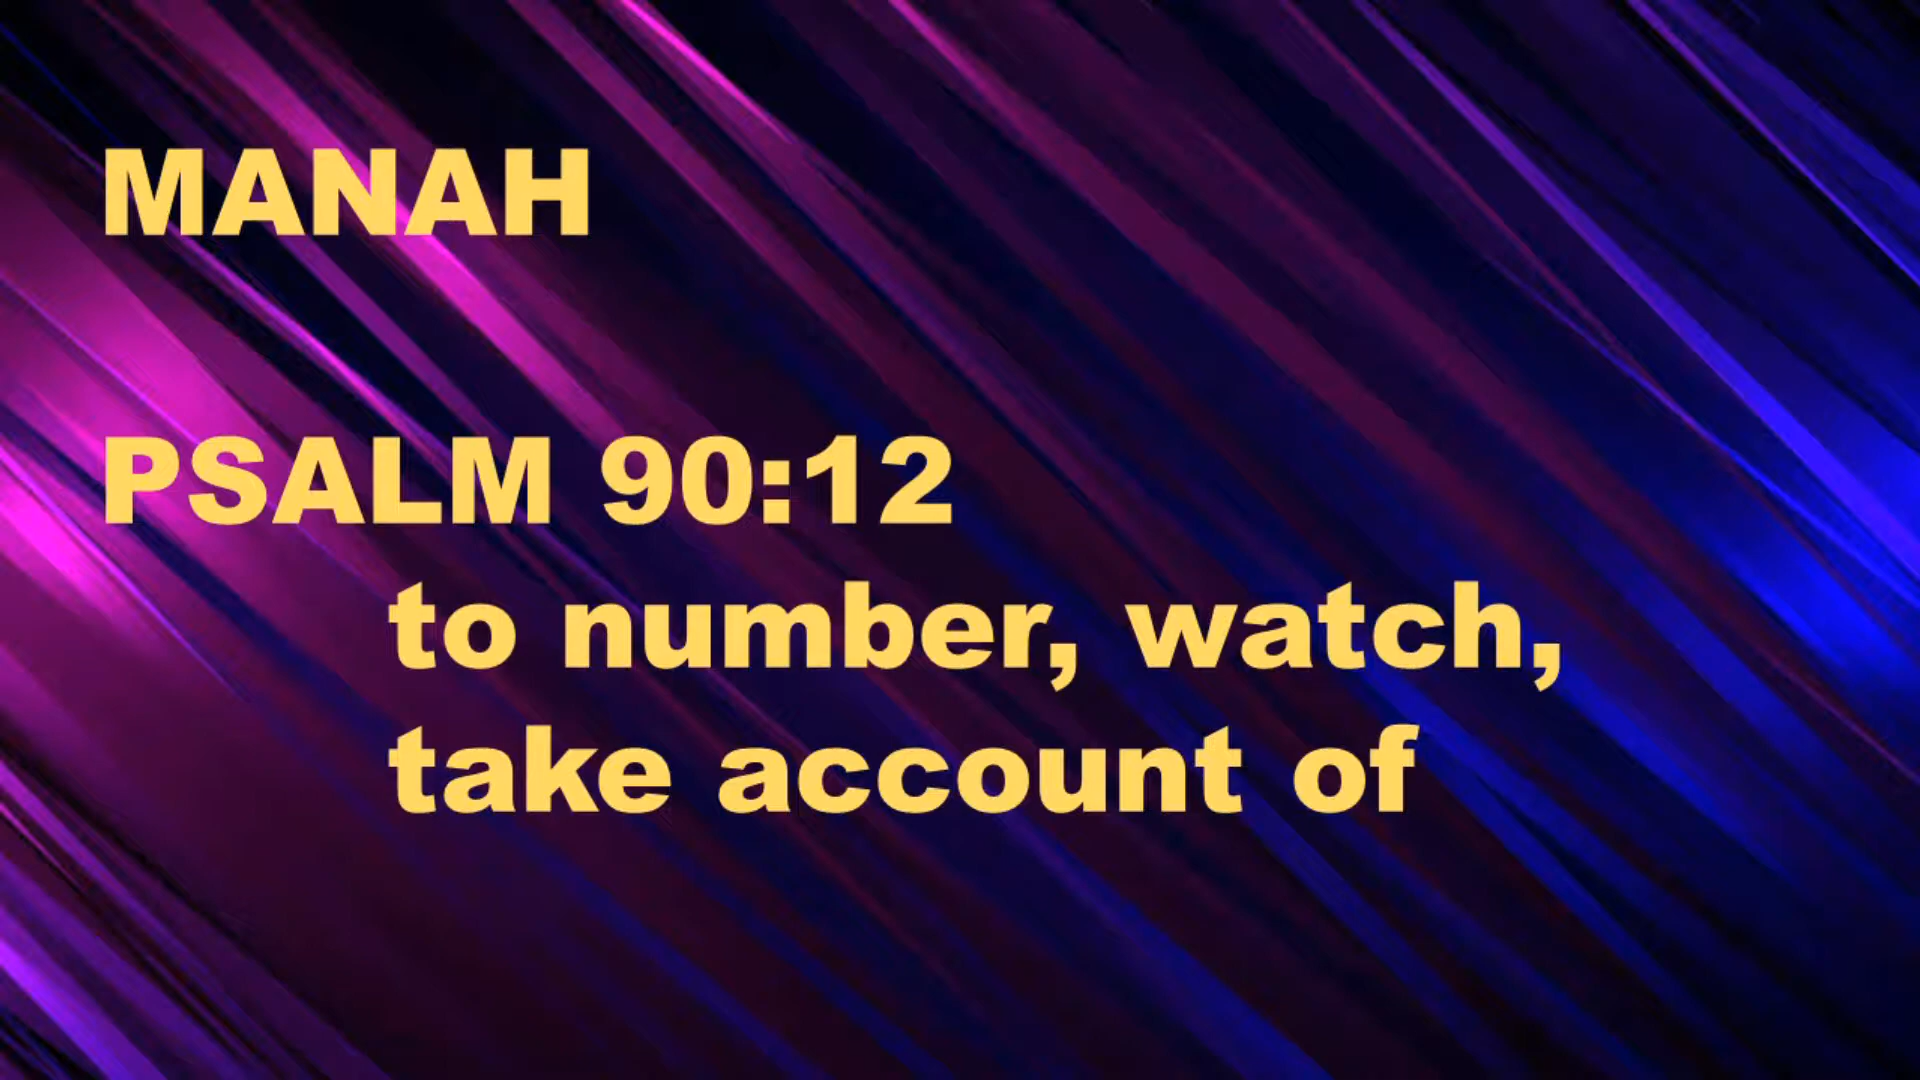 MANAH
PSALM 90:12
to number, watch,
take account of